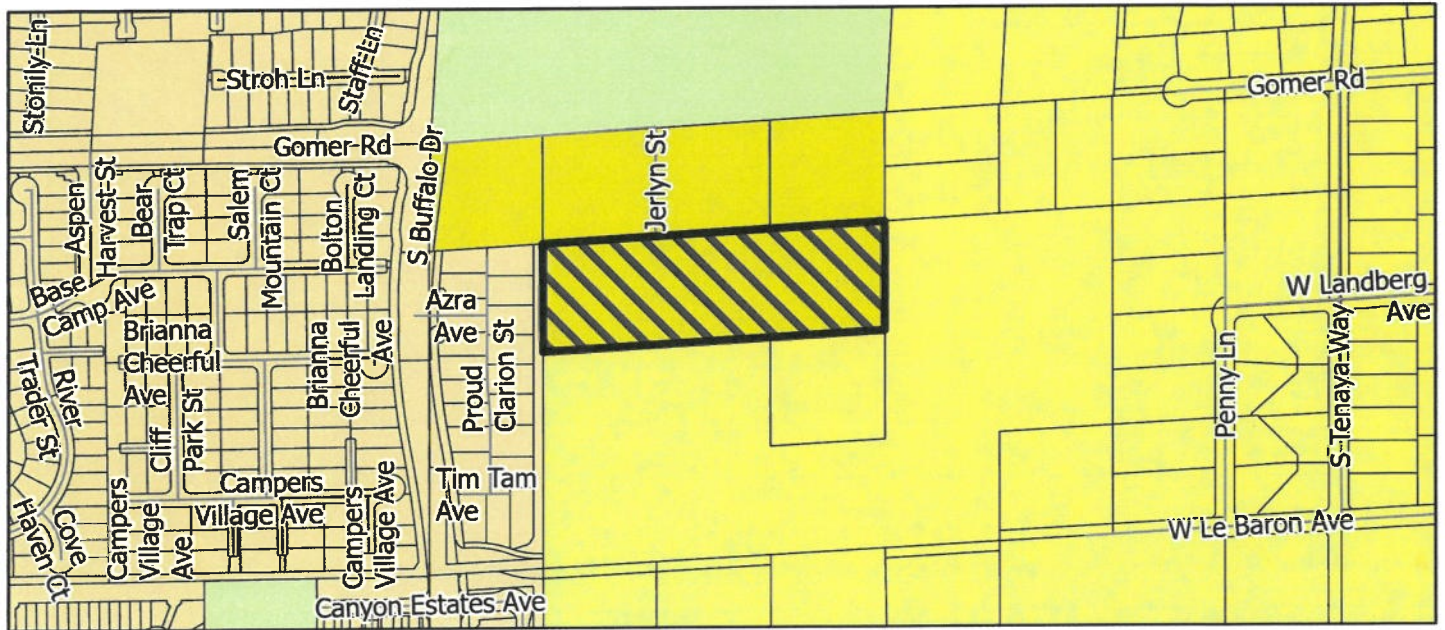 Stonily Ln
Stroh-Ln
Staff-Ln
Gomer Rd
Gomer-Rd
S Buffalo-Dr
Jerlyn St
Aspen
Harvest-St
Bear
Trap Ct
Salem
Mountain Ct
Bolton
Landing Ct
Base
Camp Ave
Azra
Ave
W Landberg
Ave
Brianna
Cheerful
Ave
Brianna
Cheerful
Ave
Proud
Clarion St
River
Trader St
Cliff
Park St
Penny-Ln
S-Tenaya-Way
Campers
Village Ave
Campers
Village
Ave
Campers
Village Ave
Tim Tam
Ave
W Le Baron Ave
Cove
Haven Ct
Canyon Estates Ave